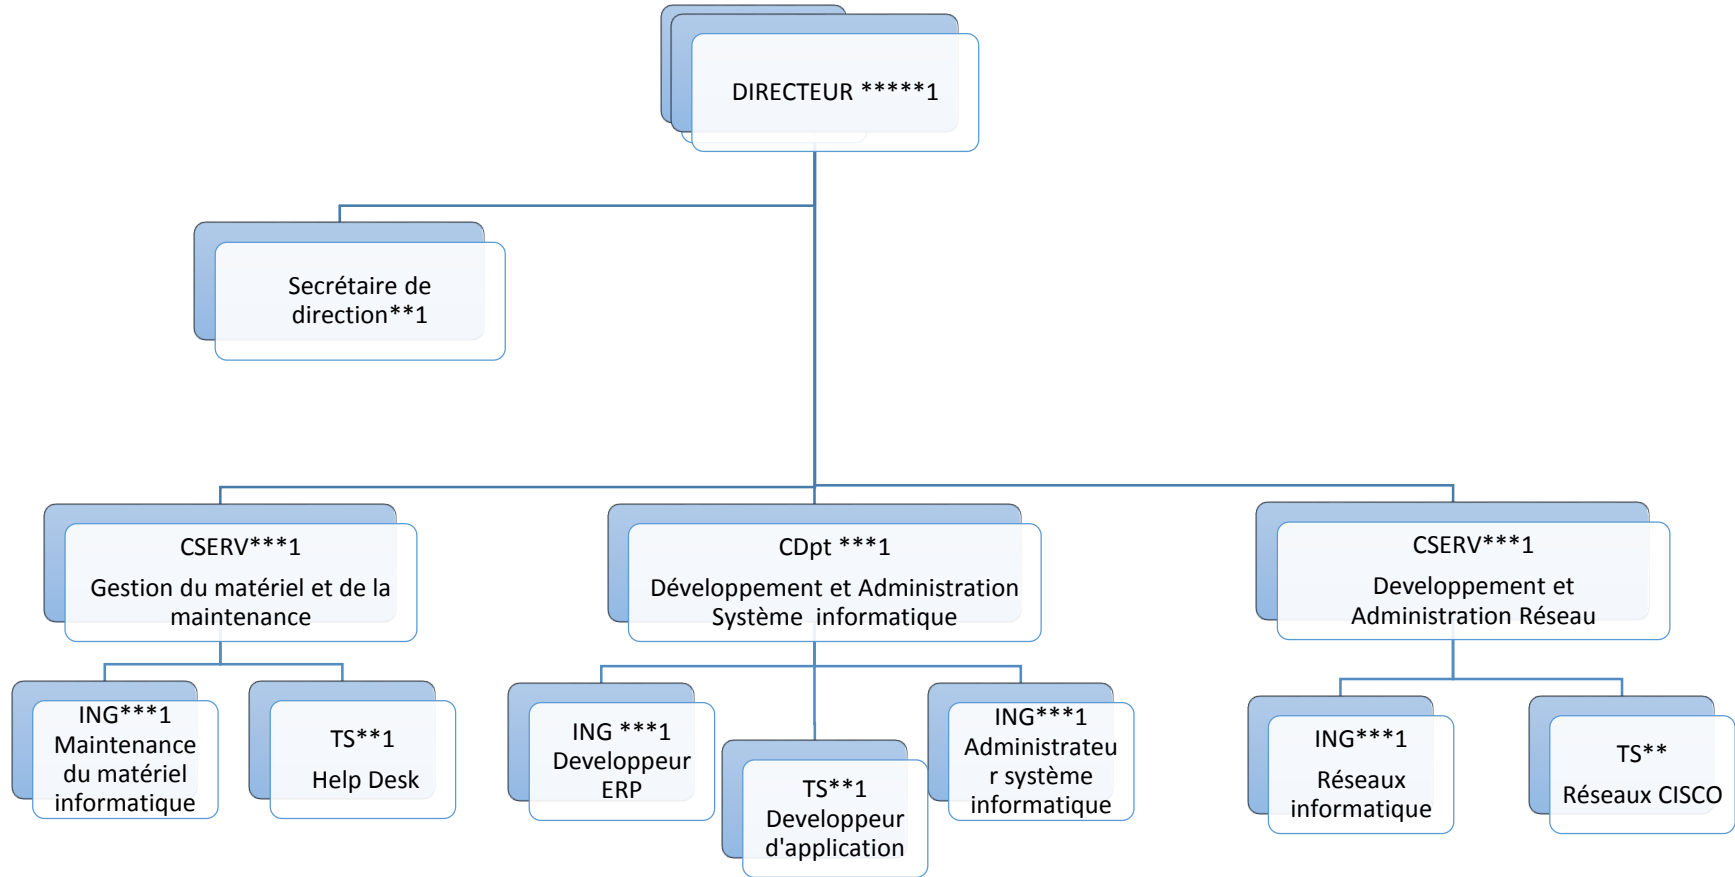 DIRECTEUR *****1
Secrétaire de
direction**1
CSERV***1
Gestion du matériel et de la
maintenance
CDpt ***1
Développement et Administration
Système  informatique
CSERV***1
Developpement et
Administration Réseau
ING***1
Maintenance
du matériel
informatique
TS**1
Help Desk
ING ***1
Developpeur
ERP
TS**1
Developpeur
d'application
ING***1
Administrateu
r système
informatique
ING***1
Réseaux
informatique
TS**
Réseaux CISCO